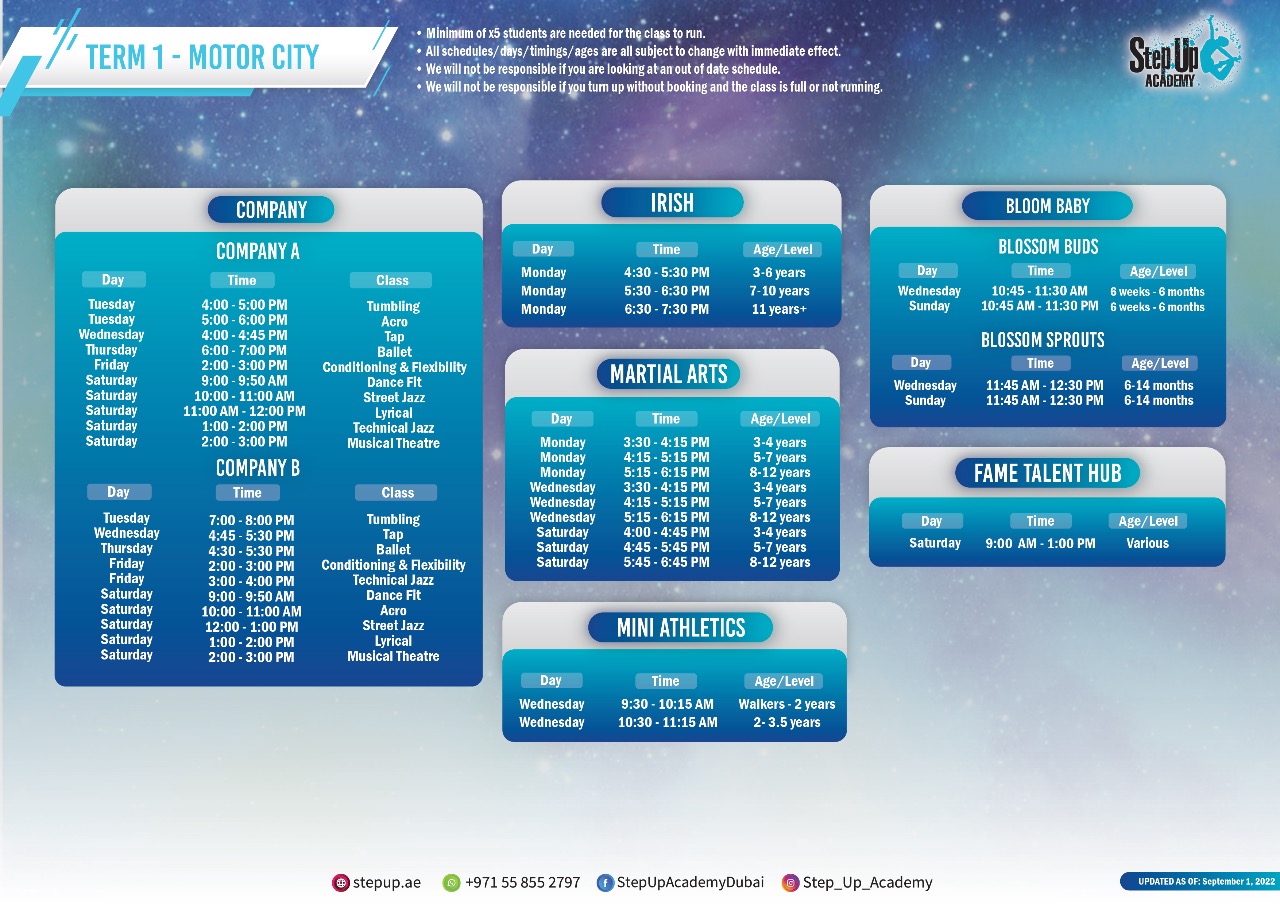 TERM 1 - MOTOR CITY
• Minimum of x5 students are needed for the class to run.
• All schedules/days/timings/ages are all subject to change with immediate effect.
• We will not be responsible if you are looking at an out of date schedule.
• We will not be responsible if you turn up without booking and the class is full or not running.
Step Up
ACADEMY
COMPANY
COMPANY A
Day Time Class
Tuesday 4:00 - 5:00 PM Tumbling
Tuesday 5:00 - 6:00 PM Acro
Wednesday 4:00 - 4:45 PM Tap
Thursday 6:00 - 7:00 PM Ballet
Friday 2:00 - 3:00 PM Conditioning & Flexibility
Saturday 9:00 - 9:50 AM Dance Fit
Saturday 10:00 - 11:00 AM Street Jazz
Saturday 11:00 AM - 12:00 PM Lyrical
Saturday 1:00 - 2:00 PM Technical Jazz
Saturday 2:00 - 3:00 PM Musical Theatre
COMPANY B
Day Time Class
Tuesday 7:00 - 8:00 PM Tumbling
Wednesday 4:45 - 5:30 PM Tap
Thursday 4:30 - 5:30 PM Ballet
Friday 2:00 - 3:00 PM Conditioning & Flexibility
Friday 3:00 - 4:00 PM Technical Jazz
Saturday 9:00 - 9:50 AM Dance Fit
Saturday 10:00 - 11:00 AM Acro
Saturday 12:00 - 1:00 PM Street Jazz
Saturday 1:00 - 2:00 PM Lyrical
Saturday 2:00 - 3:00 PM Musical Theatre
IRISH
Day Time Age/Level
Monday 4:30 - 5:30 PM 3-6 years
Monday 5:30 - 6:30 PM 7-10 years
Monday 6:30 - 7:30 PM 11 years+
MARTIAL ARTS
Day Time Age/Level
Monday 3:30 - 4:15 PM 3-4 years
Monday 4:15 - 5:15 PM 5-7 years
Monday 5:15 - 6:15 PM 8-12 years
Wednesday 3:30 - 4:15 PM 3-4 years
Wednesday 4:15 - 5:15 PM 5-7 years
Wednesday 5:15 - 6:15 PM 8-12 years
Saturday 4:00 - 4:45 PM 3-4 years
Saturday 4:45 - 5:45 PM 5-7 years
Saturday 5:45 - 6:45 PM 8-12 years
MINI ATHLETICS
Day Time Age/Level
Wednesday 9:30 - 10:15 AM Walkers - 2 years
Wednesday 10:30 - 11:15 AM 2- 3.5 years
BLOOM BABY
BLOSSOM BUDS
Day Time Age/Level
Wednesday 10:45 - 11:30 AM 6 weeks - 6 months
Sunday 10:45 AM - 11:30 PM 6 weeks - 6 months
BLOSSOM SPROUTS
Day Time Age/Level
Wednesday 11:45 AM - 12:30 PM 6-14 months
Sunday 11:45 AM - 12:30 PM 6-14 months
FAME TALENT HUB
Day Time Age/Level
Saturday 9:00 AM - 1:00 PM Various
stepup.ae +971 55 855 2797 StepUpAcademyDubai Step_Up_Academy
UPDATED AS OF: September 1, 2022